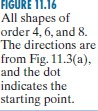 FIGURE 11.16
All shapes of
order 4, 6, and 8.
The directions are
from Fig. 11.3(a),
and the dot
indicates the
starting point.